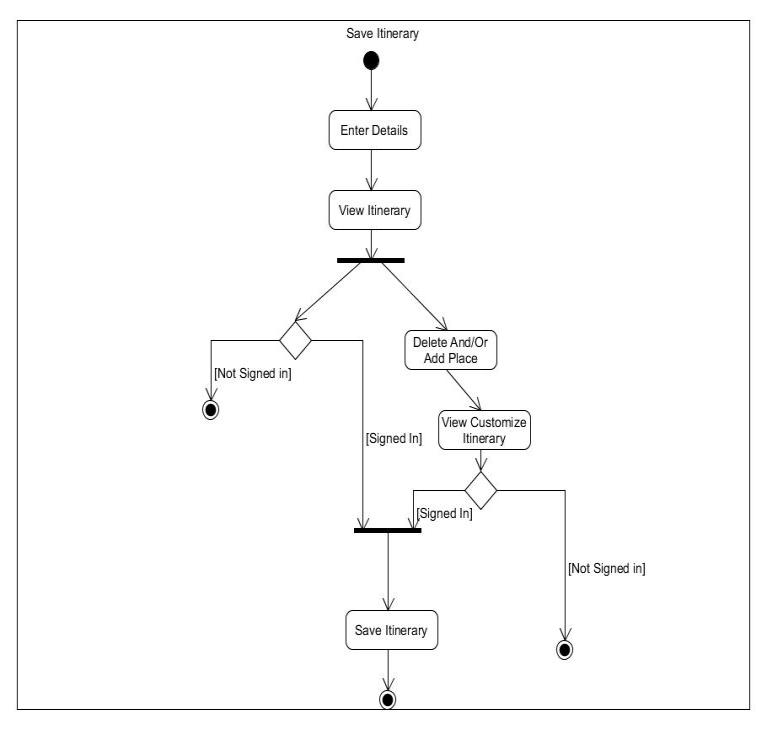 Save Itinerary
Enter Details
View Itinerary
Delete And/Or
Add Place
[Not Signed in]
View Customize
Itinerary
[Signed In]
[Signed In]
[Not Signed in]
Save Itinerary